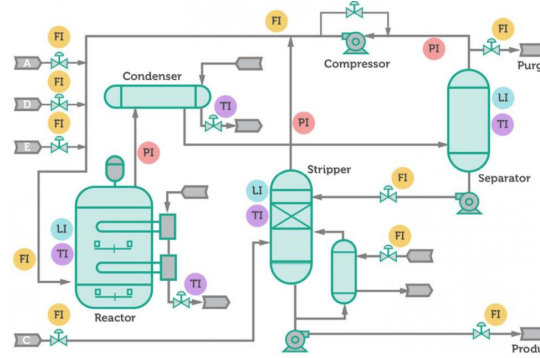 FI
FI
FI
Purg
A
FI
Compressor
PI
Condenser
D
FI
TI
LI
TI
E
PI
PI
Stripper
Separator
LI
FI
TI
LI
TI
FI
FI
TI
Reactor
FI
C
FI
Produ